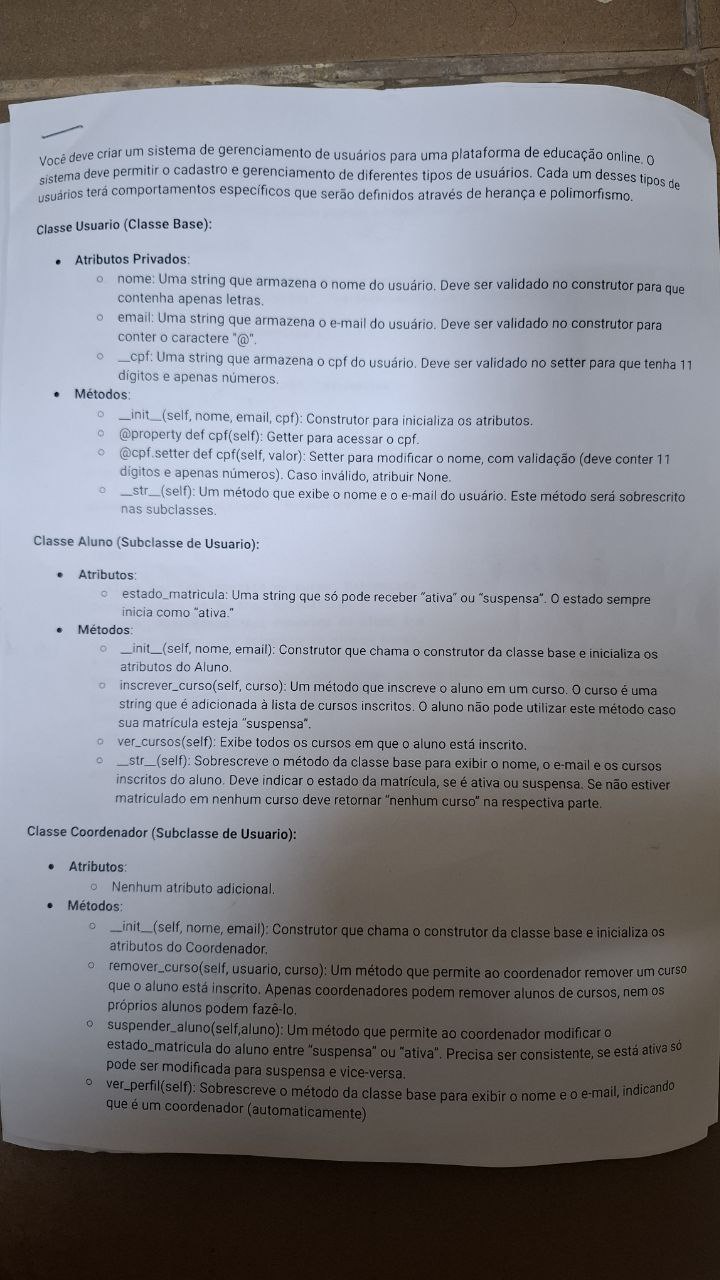 Você deve criar um sistema de gerenciamento de usuários para uma plataforma de educação online. O
sistema deve permitir o cadastro e gerenciamento de diferentes tipos de usuários. Cada um desses tipos de
usuários terá comportamentos específicos que serão definidos através de herança e polimorfismo.
Classe Usuario (Classe Base):
• Atributos Privados:
○ nome: Uma string que armazena o nome do usuário. Deve ser validado no construtor para que
contenha apenas letras.
○ email: Uma string que armazena o e-mail do usuário. Deve ser validado no construtor para
conter o caractere "@".
○ __cpf: Uma string que armazena o cpf do usuário. Deve ser validado no setter para que tenha 11
dígitos e apenas números.
• Métodos:
○ __init__(self, nome, email, cpf): Construtor para inicializa os atributos.
○ @property def cpf(self): Getter para acessar o cpf.
○ @cpf.setter def cpf(self, valor): Setter para modificar o nome, com validação (deve conter 11
dígitos e apenas números). Caso inválido, atribuir None.
○ __str__(self): Um método que exibe o nome e o e-mail do usuário. Este método será sobrescrito
nas subclasses.
Classe Aluno (Subclasse de Usuario):
• Atributos:
○ estado_matricula: Uma string que só pode receber "ativa" ou "suspensa". O estado sempre
inicia como "ativa."
• Métodos:
○ __init__(self, nome, email): Construtor que chama o construtor da classe base e inicializa os
atributos do Aluno.
○ inscrever_curso(self, curso): Um método que inscreve o aluno em um curso. O curso é uma
string que é adicionada à lista de cursos inscritos. O aluno não pode utilizar este método caso
sua matrícula esteja "suspensa".
○ ver_cursos(self): Exibe todos os cursos em que o aluno está inscrito.
○ __str__(self): Sobrescreve o método da classe base para exibir o nome, o e-mail e os cursos
inscritos do aluno. Deve indicar o estado da matrícula, se é ativa ou suspensa. Se não estiver
matriculado em nenhum curso deve retornar "nenhum curso" na respectiva parte.
Classe Coordenador (Subclasse de Usuario):
• Atributos:
○ Nenhum atributo adicional.
• Métodos:
○ __init__(self, nome, email): Construtor que chama o construtor da classe base e inicializa os
atributos do Coordenador.
○ remover_curso(self, usuario, curso): Um método que permite ao coordenador remover um curso
que o aluno está inscrito. Apenas coordenadores podem remover alunos de cursos, nem os
próprios alunos podem fazê-lo.
○ suspender_aluno(self,aluno): Um método que permite ao coordenador modificar o
estado_matricula do aluno entre "suspensa" ou "ativa". Precisa ser consistente, se está ativa só
pode ser modificada para suspensa e vice-versa.
○ ver_perfil(self): Sobrescreve o método da classe base para exibir o nome e o e-mail, indicando
que é um coordenador (automaticamente)